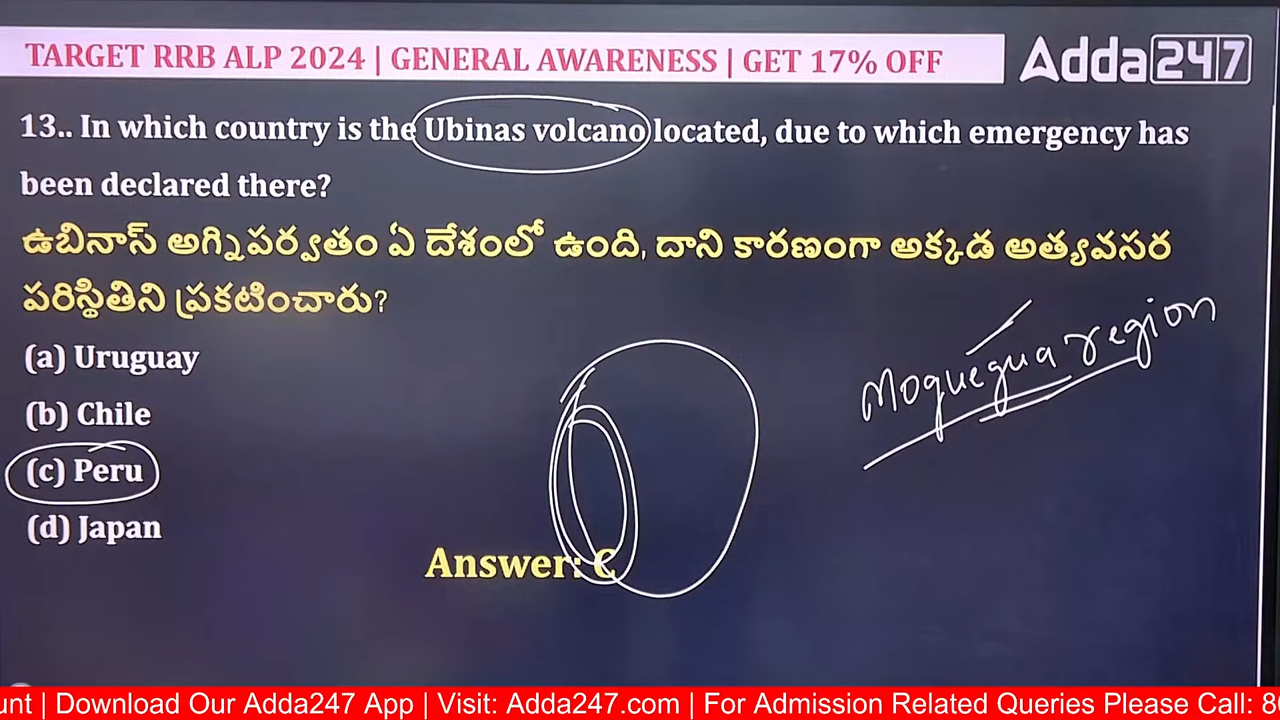 TARGET RRB ALP 2024 | GENERAL AWARENESS | GET 17% OFF
Adda247
13.. In which country is the Ubinas volcano located, due to which emergency has
been declared there?
ఉబినాస్ అగ్నిపర్వతం ఏ దేశంలో ఉంది, దాని కారణంగా అక్కడ అత్యవసర
పరిస్థితిని ప్రకటించారు?
(a) Uruguay
(b) Chile
(c) Peru
(d) Japan
Moquegua region
Answer: C
unt | Download Our Adda247 App | Visit: Adda247.com | For Admission Related Queries Please Call: 8